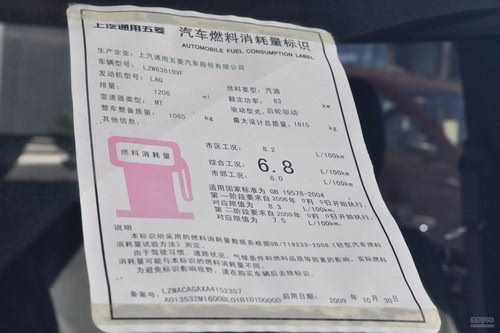 上汽通用五菱 汽车燃料消耗量标识
AUTOMOBILE FUEL CONSUMPTION LABEL
生产企业：上汽通用五菱汽车股份有限公司
车辆型号： LZW6381BVF
发动机型号： LAQ 燃料类型： 汽油
排量： 1206 ml 额定功率： 63 kw
变速器类型： MT 驱动型式：后轮驱动
整车整备质量： 1065 kg 最大设计总质量： 1615 kg
其他信息：
燃料消耗量
市区工况： 8.2 L/100km
综合工况： 6.8 L/100km
市郊工况： 6.0 L/100km
适用国家标准为 GB 19578-2004
第一阶段要求自2006年 0月 0日开始执行，
对应限值为 8.3 L/100km
第二阶段要求自2009年 0月 0日开始执行，
对应限值为 7.5 L/100km
说明
本标识所采用的燃料消耗量数据系根据GB/T19233-2008《轻型汽车燃料
消耗量试验方法》测定。
由于驾驶习惯、道路状况、气候条件和燃料品质等因素的影响，实际燃料
消耗量可能与本标识的燃料消耗量不同。
为避免标识影响视野，请在购买车辆后去除标识。
备案号： LZWACAGAXA4152357
A013532M1600BL01B1D100000 启用日期： 2009 年 10 月 30 日